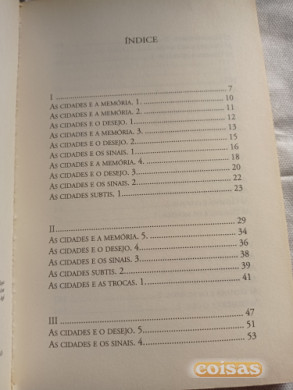 ÍNDICE
I ........ 7
AS CIDADES E A MEMÓRIA. 1. ........ 10
AS CIDADES E A MEMÓRIA. 2. ........ 11
AS CIDADES E O DESEJO. 1 ........ 12
AS CIDADES E A MEMÓRIA. 3. ........ 13
AS CIDADES E O DESEJO. 2. ........ 15
AS CIDADES E OS SINAIS. 1 ........ 16
AS CIDADES E A MEMÓRIA. 4. ........ 18
AS CIDADES E O DESEJO. 3 ........ 20
AS CIDADES E OS SINAIS. 2. ........ 22
AS CIDADES SUBTIS. 1 ........ 23
II ........ 29
AS CIDADES E A MEMÓRIA. 5. ........ 34
AS CIDADES E O DESEJO. 4. ........ 36
AS CIDADES E OS SINAIS. 3. ........ 38
AS CIDADES SUBTIS. 2. ........ 39
AS CIDADES E AS TROCAS. 1. ........ 41
III ........ 47
AS CIDADES E O DESEJO. 5. ........ 51
AS CIDADES E OS SINAIS. 4. ........ 53
coisas